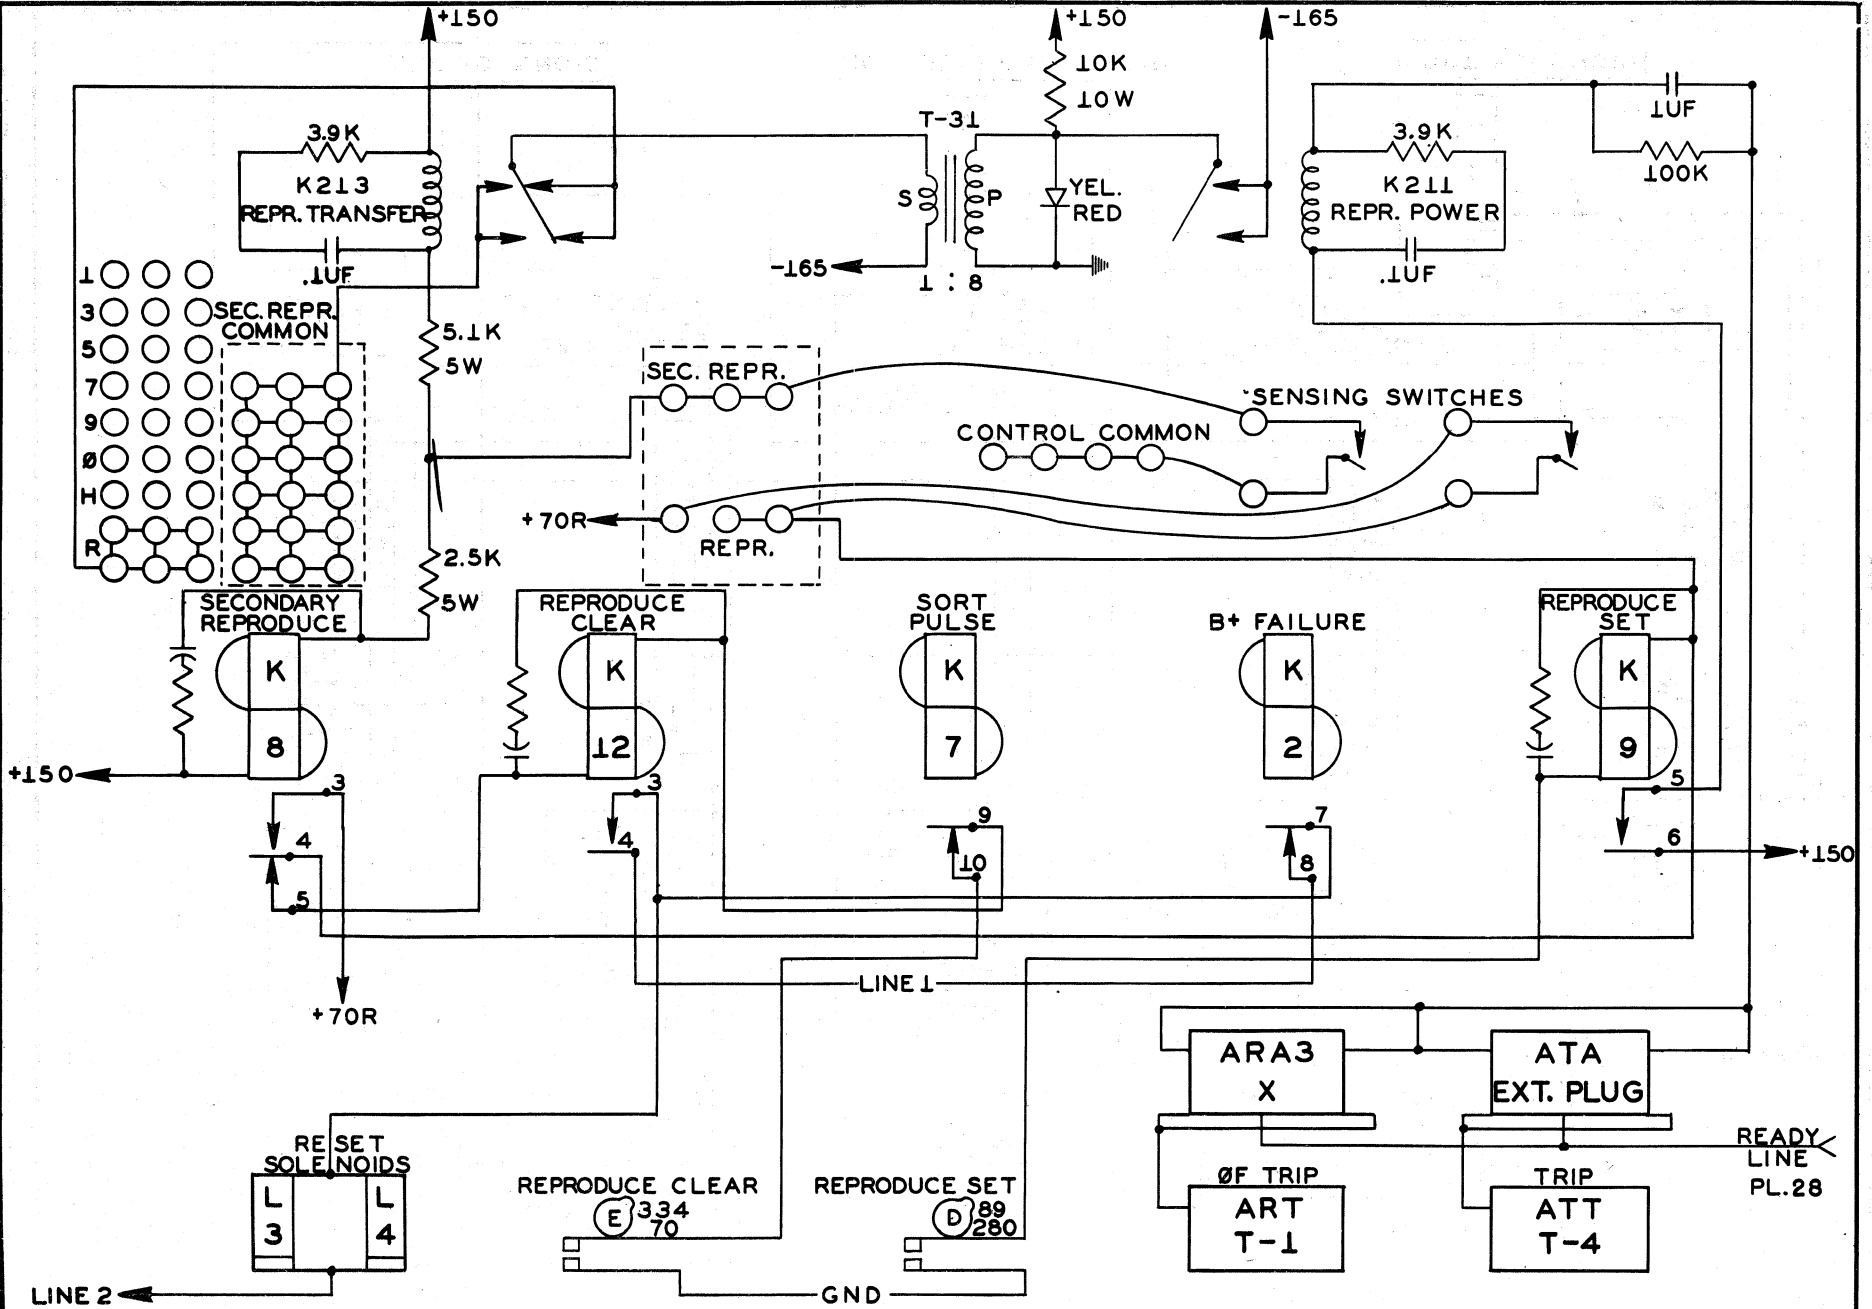 +150
+150
-165
10K
10W
1UF
100K
T-31
3.9K
K213
REPR. TRANSFER
.1UF
S
P
YEL.
RED
3.9K
K211
REPR. POWER
.1UF
-165
1 : 8
1
3
5
7
9
Ø
H
R
SEC. REPR.
COMMON
5.1K
5W
SEC. REPR.
SENSING SWITCHES
CONTROL COMMON
+70R
REPR.
2.5K
5W
SECONDARY
REPRODUCE
REPRODUCE
CLEAR
SORT
PULSE
B+ FAILURE
REPRODUCE
SET
K
8
K
12
K
7
K
2
K
9
+150
3
4
5
3
4
9
10
7
8
5
6
+150
LINE 1
+70R
ARA3
X
ATA
EXT. PLUG
READY
LINE
PL.28
RESET
SOLENOIDS
L
3
L
4
REPRODUCE CLEAR
E
334
70
REPRODUCE SET
D
89
280
ØF TRIP
ART
T-1
TRIP
ATT
T-4
LINE 2
GND